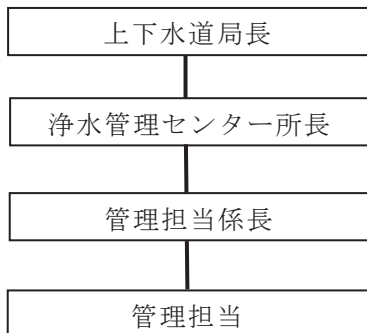 上下水道局長
浄水管理センター所長
管理担当係長
管理担当